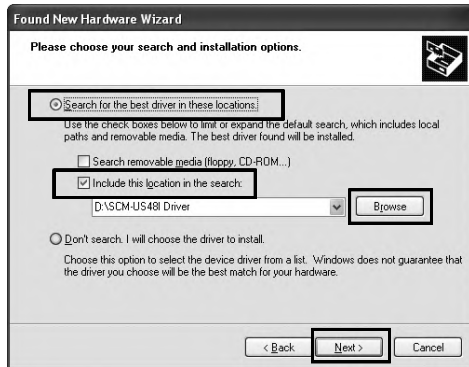 Found New Hardware Wizard
Please choose your search and installation options.
Search for the best driver in these locations.
Use the check boxes below to limit or expand the default search, which includes local
paths and removable media. The best driver found will be installed.
Search removable media (floppy, CD-ROM...)
Include this location in the search:
D:\SCM-US48I Driver
Browse
Don't search. I will choose the driver to install.
Choose this option to select the device driver from a list. Windows does not guarantee that
the driver you choose will be the best match for your hardware.
< Back
Next >
Cancel